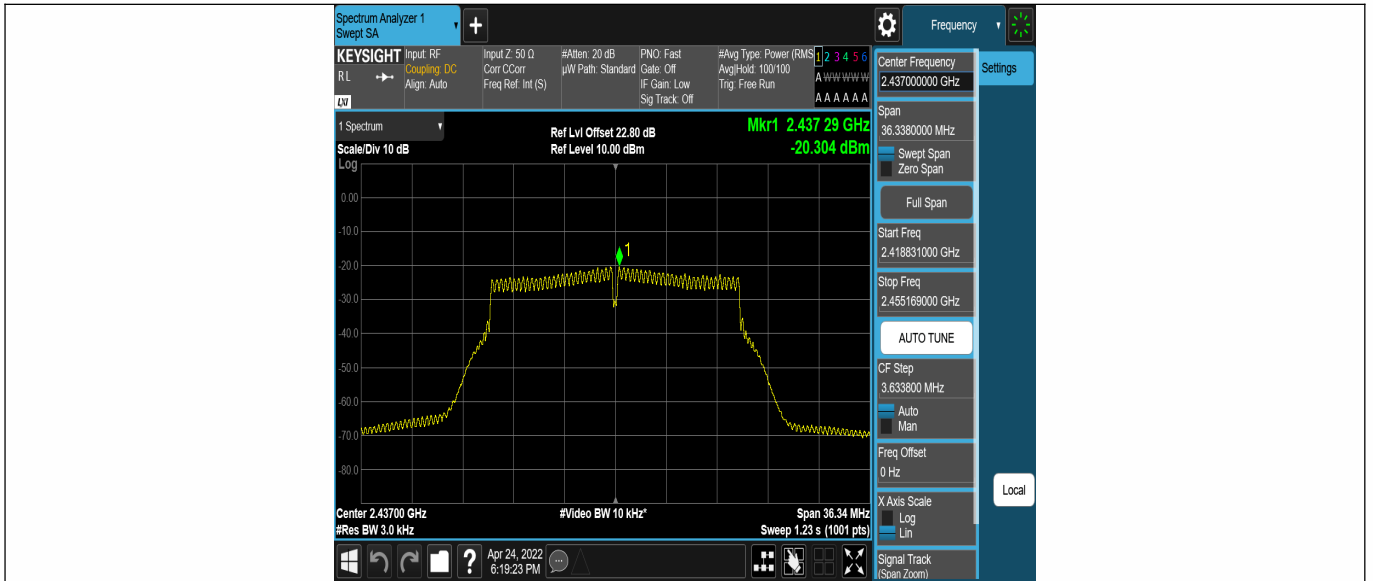 Spectrum Analyzer 1
Swept SA
+
Frequency
KEYSIGHT
R L
LXI
Input: RF
Coupling: DC
Align: Auto
Input Z: 50 Ω
Corr CCorr
Freq Ref: Int (S)
#Atten: 20 dB
µW Path: Standard
PNO: Fast
Gate: Off
IF Gain: Low
Sig Track: Off
#Avg Type: Power (RMS
Avg|Hold: 100/100
Trig: Free Run
1 2 3 4 5 6
A W W W W W
A A A A A A
1 Spectrum
Scale/Div 10 dB
Log
Ref Lvl Offset 22.80 dB
Ref Level 10.00 dBm
Mkr1 2.437 29 GHz
-20.304 dBm
0.00
-10.0
-20.0
-30.0
-40.0
-50.0
-60.0
-70.0
-80.0
1
Center 2.43700 GHz
#Res BW 3.0 kHz
#Video BW 10 kHz*
Span 36.34 MHz
Sweep 1.23 s (1001 pts)
?
Apr 24, 2022
6:19:23 PM
Center Frequency
2.437000000 GHz
Settings
Span
36.3380000 MHz
Swept Span
Zero Span
Full Span
Start Freq
2.418831000 GHz
Stop Freq
2.455169000 GHz
AUTO TUNE
CF Step
3.633800 MHz
Auto
Man
Freq Offset
0 Hz
X Axis Scale
Log
Lin
Local
Signal Track
(Span Zoom)